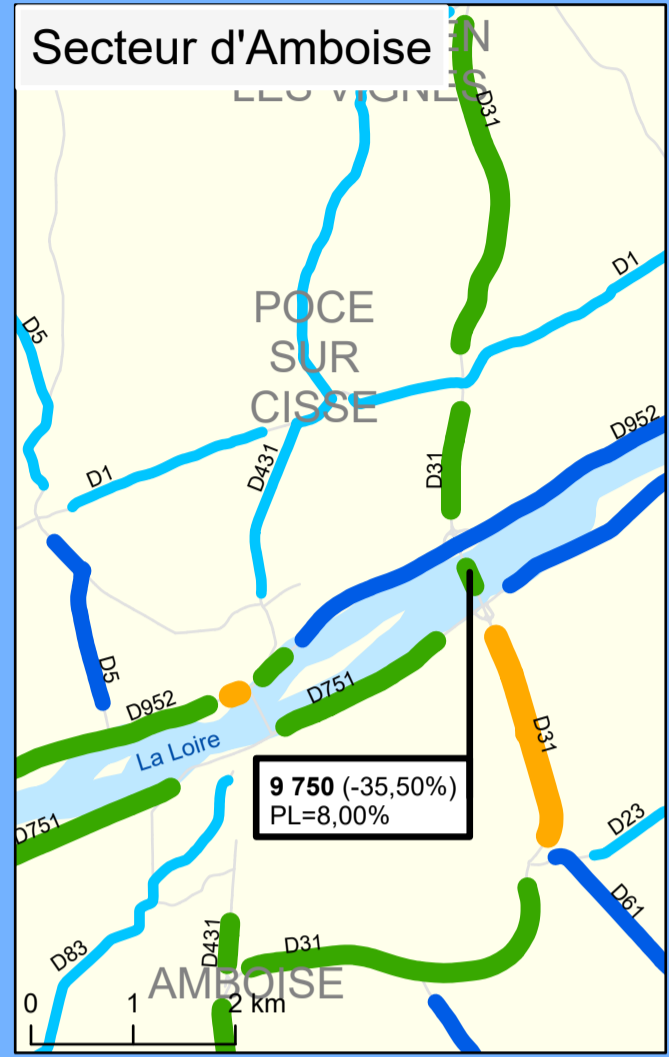 Secteur d'Amboise
EN
LES VIGNES
D31
D1
POCE
SUR
CISSE
D5
D952
D31
D431
D1
D5
D751
D952
La Loire
D31
9 750 (-35,50%)
PL=8,00%
D751
D23
D61
D431
D31
D83
AMBOISE
0 1 2 km